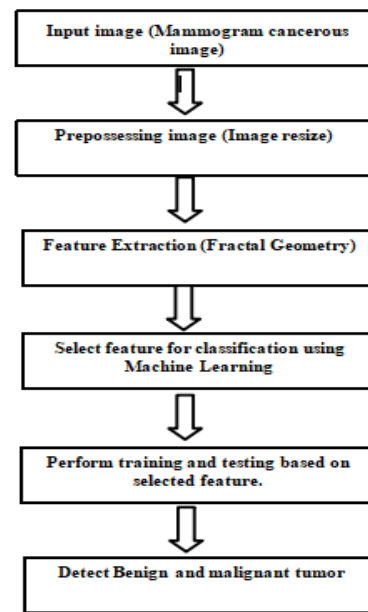 Input image (Mammogram cancerous
image)
Prepossessing image (Image resize)
Feature Extraction (Fractal Geometry)
Select feature for classification using
Machine Learning
Perform training and testing based on
selected feature.
Detect Benign and malignant tumor